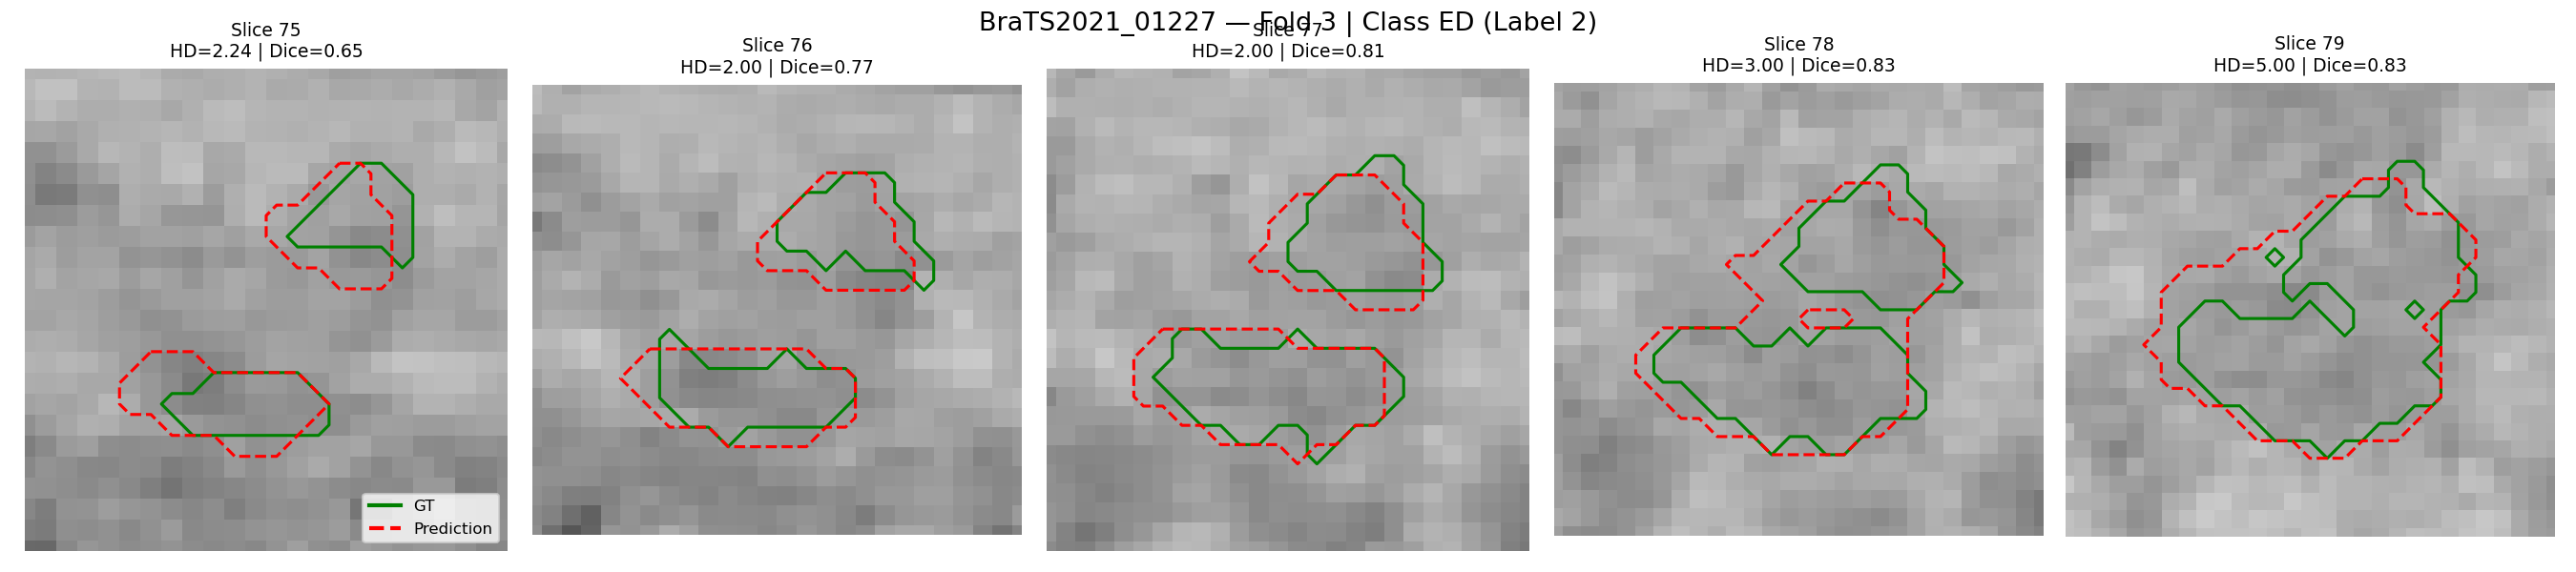 BraTS2021_01227 — Fold 3 | Class ED (Label 2)
Slice 75
HD=2.24 | Dice=0.65
Slice 76
HD=2.00 | Dice=0.77
Slice 77
HD=2.00 | Dice=0.81
Slice 78
HD=3.00 | Dice=0.83
Slice 79
HD=5.00 | Dice=0.83
GT
Prediction